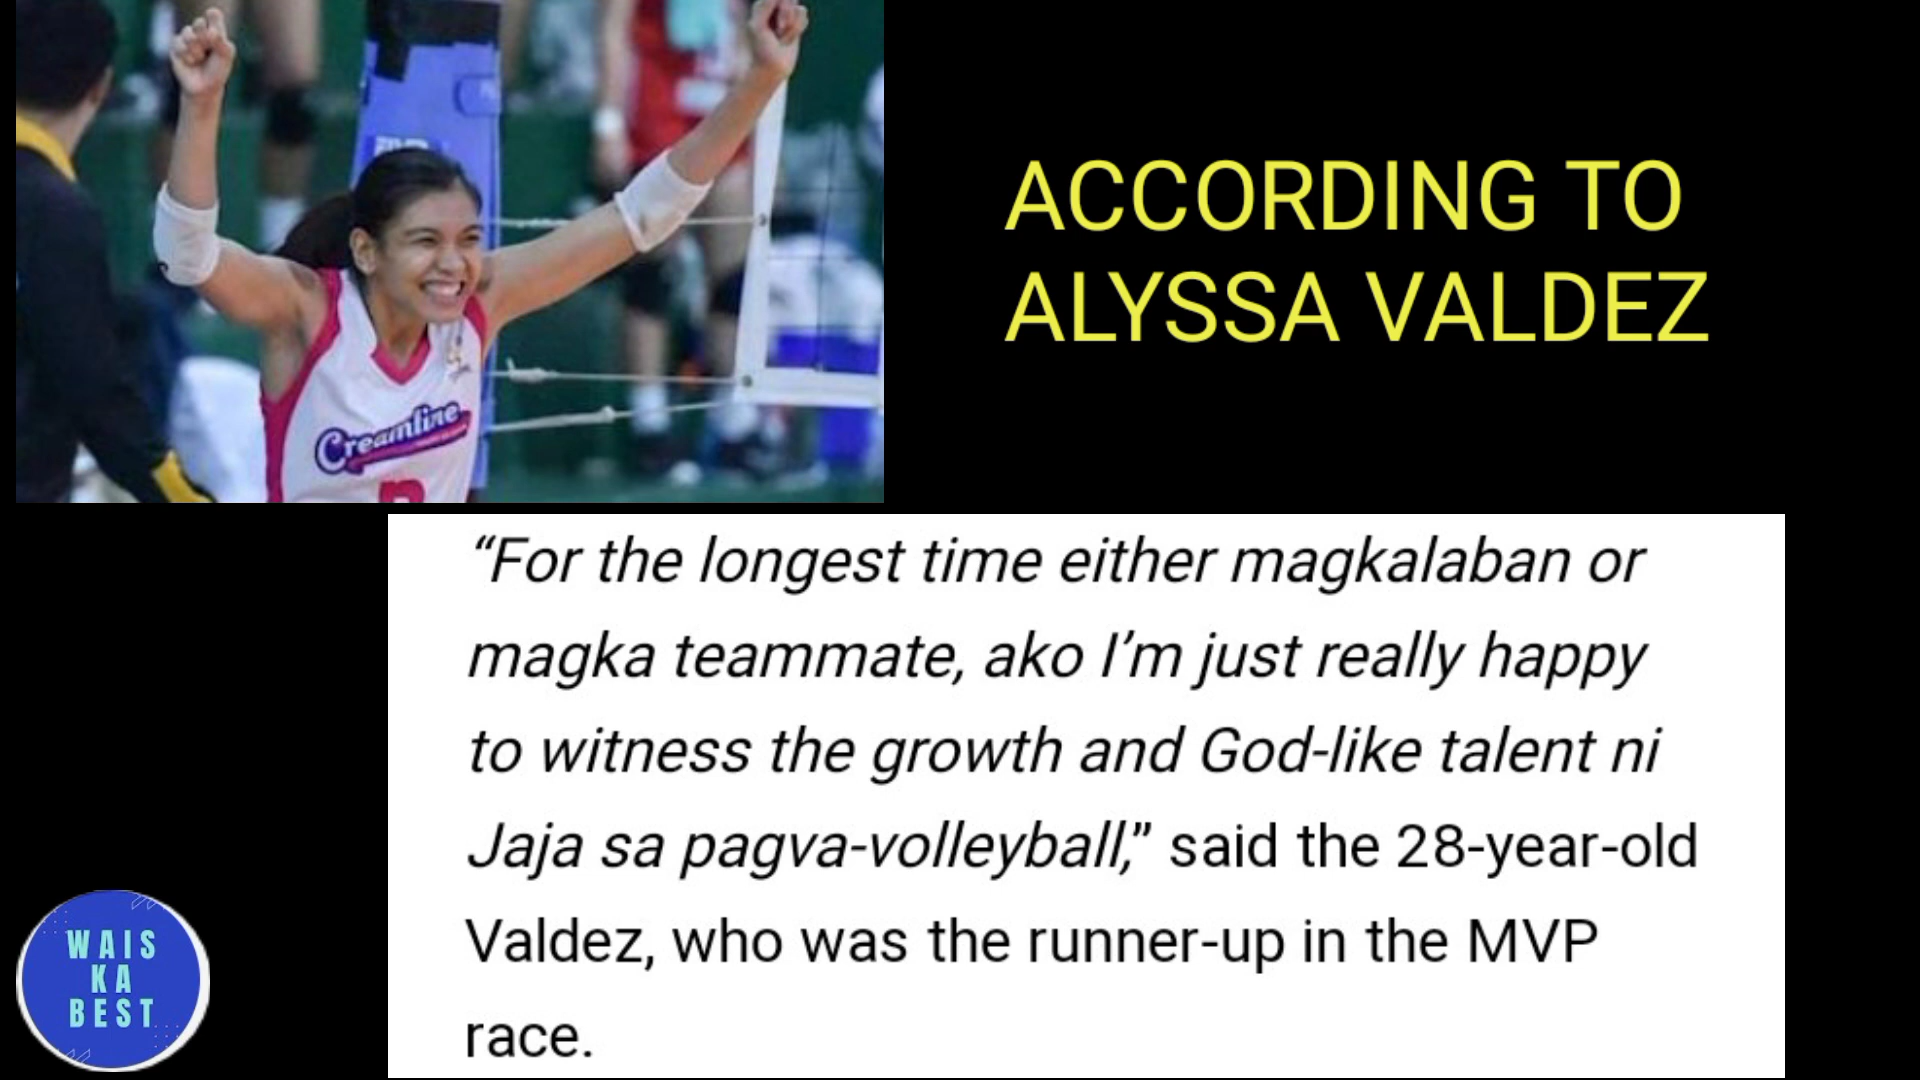 ACCORDING TO
ALYSSA VALDEZ
Creamline
“For the longest time either magkalaban or
magka teammate, ako I’m just really happy
to witness the growth and God-like talent ni
Jaja sa pagva-volleyball,” said the 28-year-old
Valdez, who was the runner-up in the MVP
race.
WAIS
KA
BEST